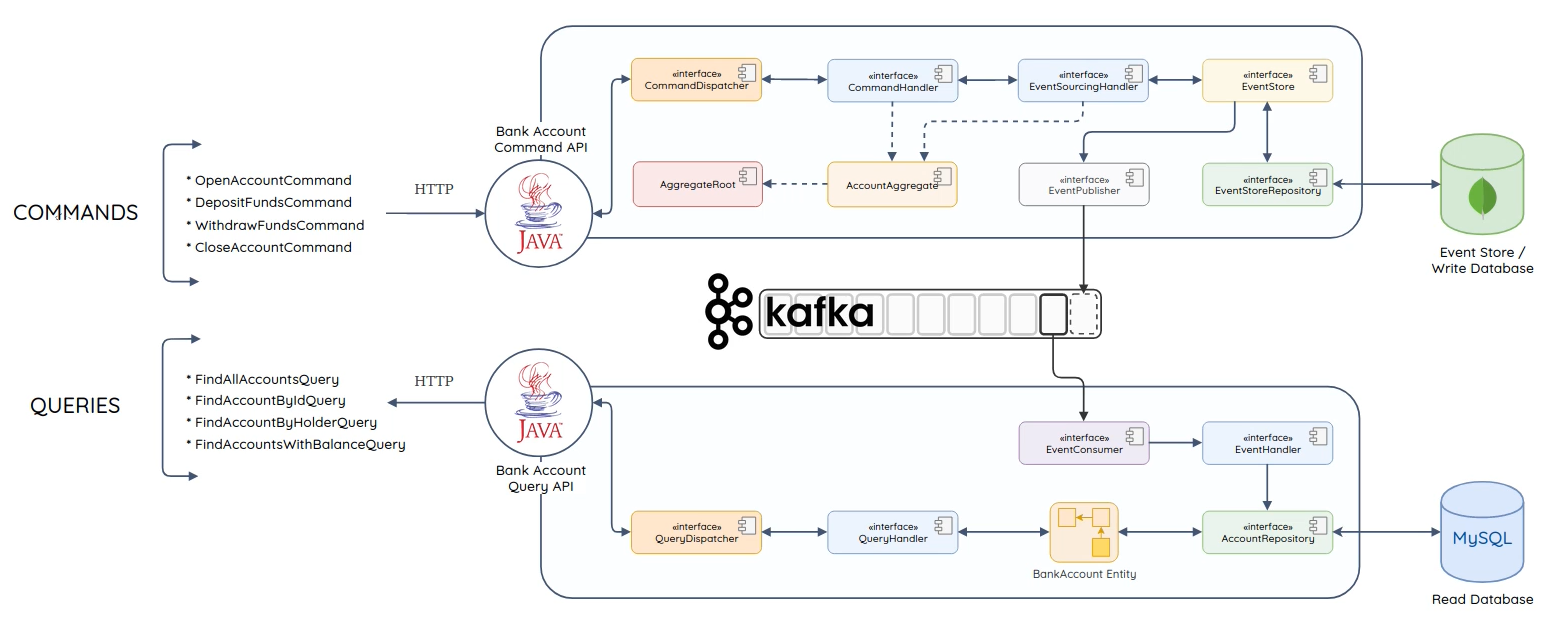 Bank Account
Command API
«interface»
CommandDispatcher
«interface»
CommandHandler
«interface»
EventSourcingHandler
«interface»
EventStore
AggregateRoot
AccountAggregate
«interface»
EventPublisher
«interface»
EventStoreRepository
COMMANDS
* OpenAccountCommand
* DepositFundsCommand
* WithdrawFundsCommand
* CloseAccountCommand
HTTP
JAVA™
Event Store /
Write Database
kafka
QUERIES
* FindAllAccountsQuery
* FindAccountByIdQuery
* FindAccountByHolderQuery
* FindAccountsWithBalanceQuery
HTTP
JAVA™
Bank Account
Query API
«interface»
EventConsumer
«interface»
EventHandler
«interface»
QueryDispatcher
«interface»
QueryHandler
BankAccount Entity
«interface»
AccountRepository
MySQL
Read Database